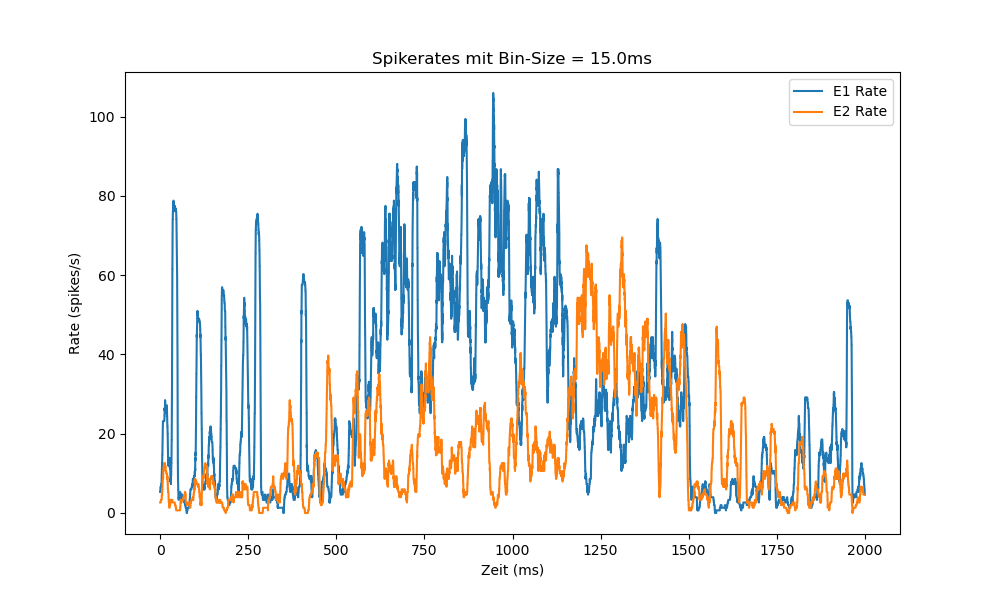 Spikerates mit Bin-Size = 15.0ms
E1 Rate
E2 Rate
Rate (spikes/s)
100
80
60
40
20
0
0 250 500 750 1000 1250 1500 1750 2000
Zeit (ms)